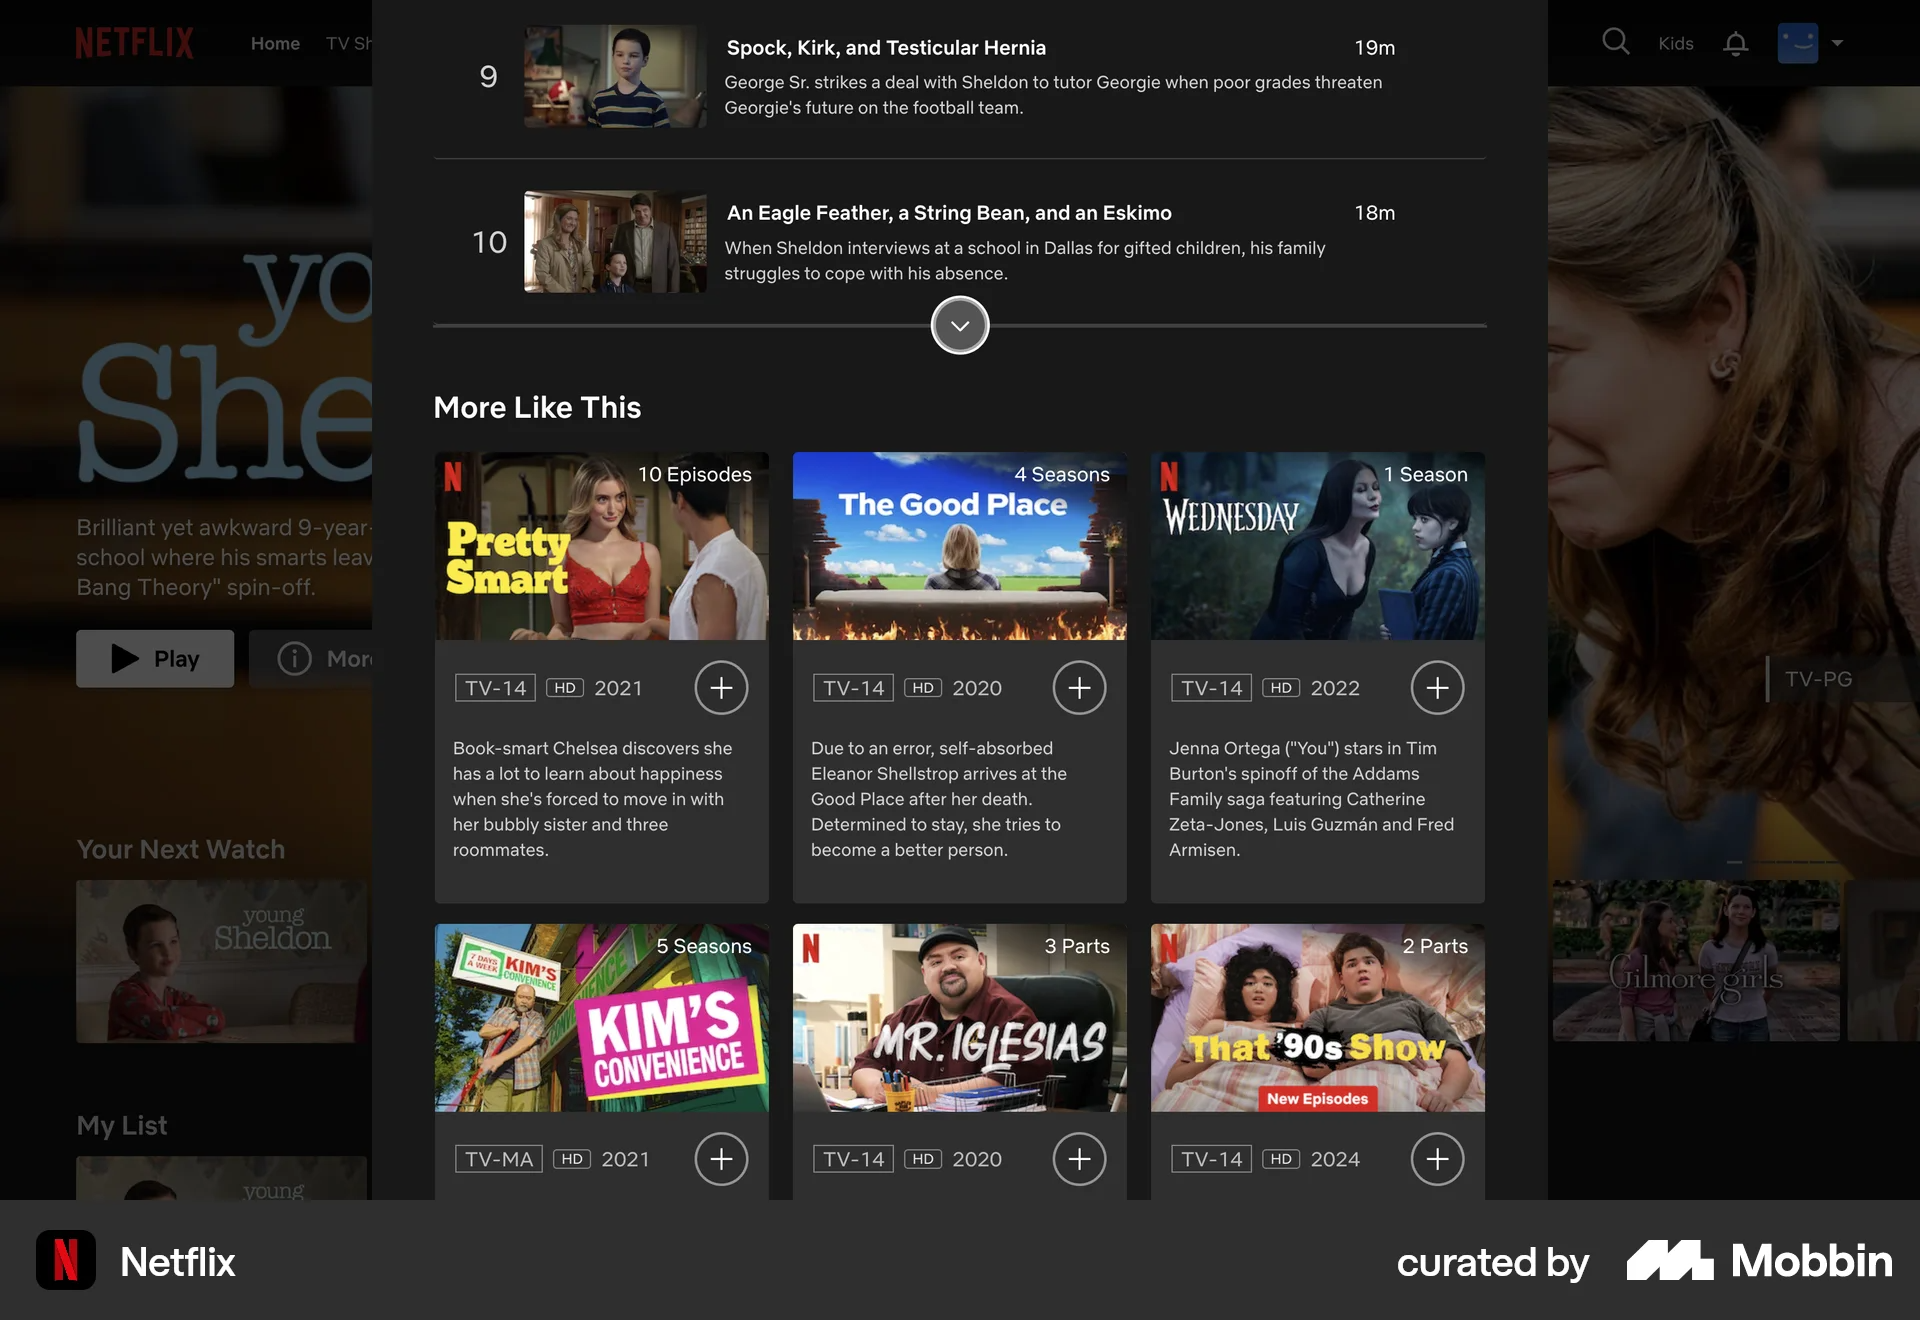 NETFLIX
Home
TV Sh
Kids
9
Spock, Kirk, and Testicular Hernia
19m
George Sr. strikes a deal with Sheldon to tutor Georgie when poor grades threaten
Georgie's future on the football team.
10
An Eagle Feather, a String Bean, and an Eskimo
18m
When Sheldon interviews at a school in Dallas for gifted children, his family
struggles to cope with his absence.
yo
She
Brilliant yet awkward 9-year-
school where his smarts leav
Bang Theory" spin-off.
Play
More
TV-PG
Your Next Watch
young
Sheldon
Gilmore girls
My List
young
More Like This
N
10 Episodes
Pretty
Smart
TV-14
HD
2021
Book-smart Chelsea discovers she
has a lot to learn about happiness
when she's forced to move in with
her bubbly sister and three
roommates.
4 Seasons
The Good Place
TV-14
HD
2020
Due to an error, self-absorbed
Eleanor Shellstrop arrives at the
Good Place after her death.
Determined to stay, she tries to
become a better person.
N
1 Season
WEDNESDAY
TV-14
HD
2022
Jenna Ortega ("You") stars in Tim
Burton's spinoff of the Addams
Family saga featuring Catherine
Zeta-Jones, Luis Guzmán and Fred
Armisen.
5 Seasons
7 DAYS
A WEEK
KIM'S
CONVENIENCE
KIM'S
CONVENIENCE
TV-MA
HD
2021
N
3 Parts
MR. IGLESIAS
TV-14
HD
2020
N
2 Parts
That '90s Show
New Episodes
TV-14
HD
2024
N
Netflix
curated by
Mobbin